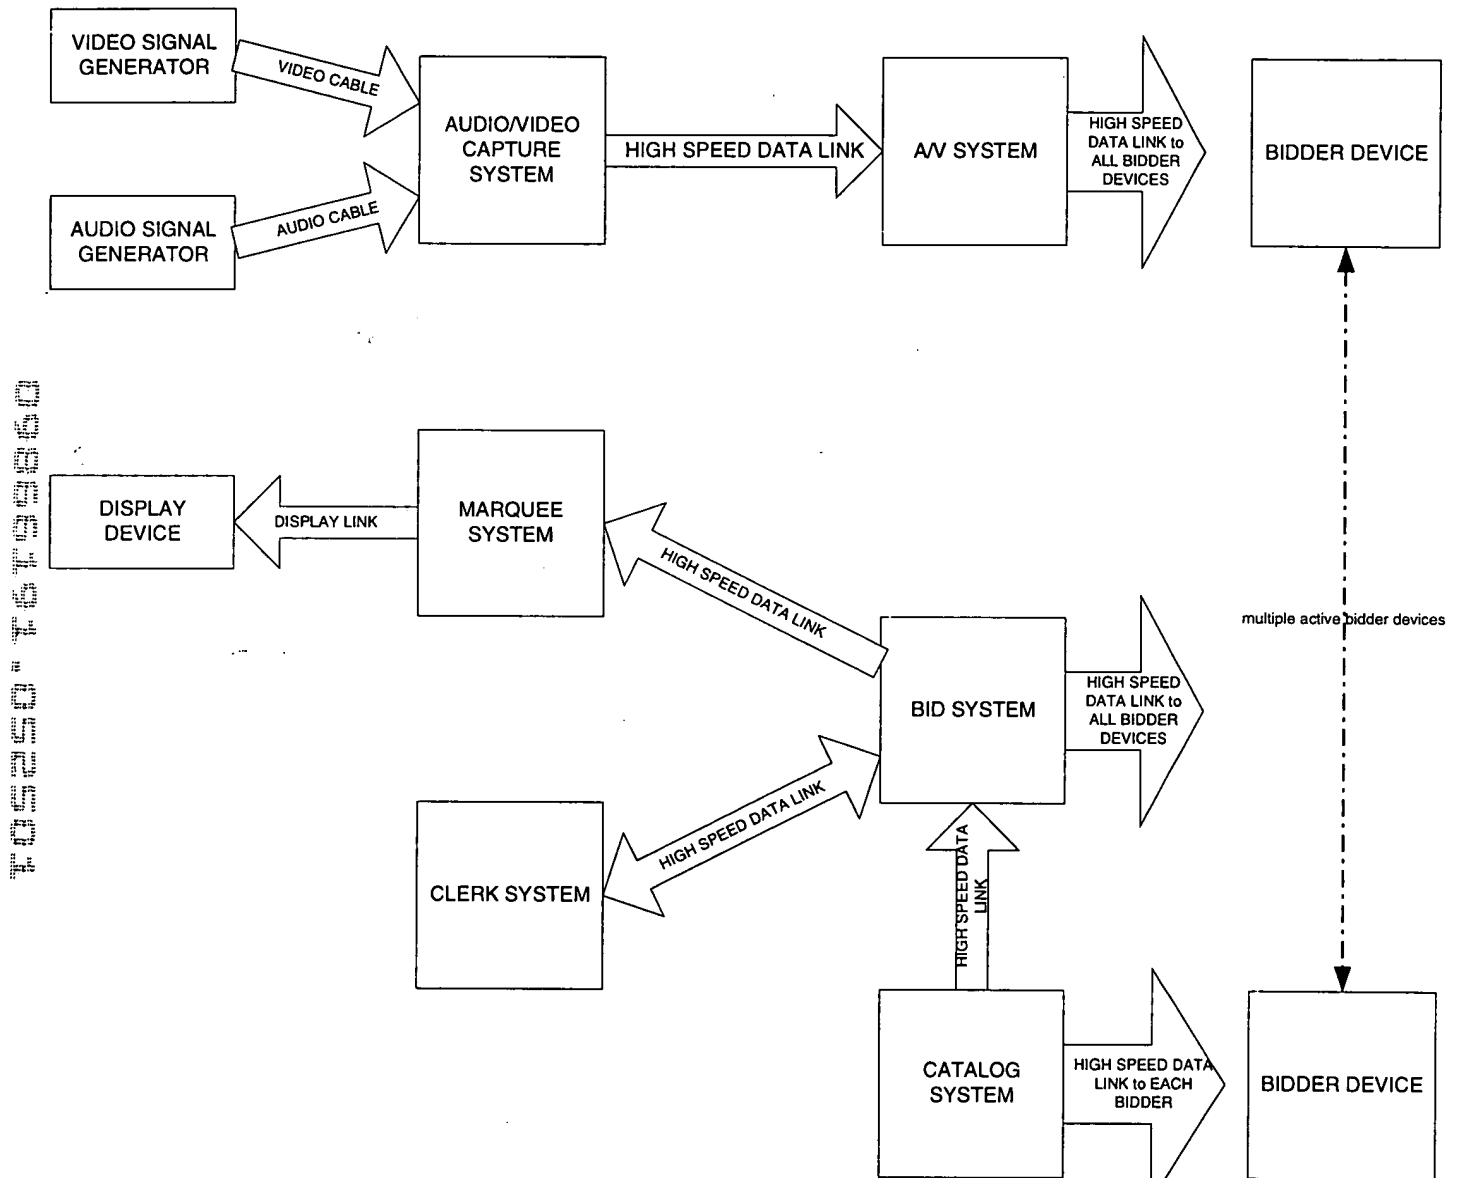 VIDEO SIGNAL
GENERATOR
VIDEO CABLE
AUDIO/VIDEO
CAPTURE
SYSTEM
HIGH SPEED DATA LINK
A/V SYSTEM
HIGH SPEED
DATA LINK to
ALL BIDDER
DEVICES
BIDDER DEVICE
AUDIO SIGNAL
GENERATOR
AUDIO CABLE
DISPLAY
DEVICE
DISPLAY LINK
MARQUEE
SYSTEM
HIGH SPEED DATA LINK
multiple active bidder devices
BID SYSTEM
HIGH SPEED
DATA LINK to
ALL BIDDER
DEVICES
HIGH SPEED DATA LINK
CLERK SYSTEM
HIGH SPEED DATA
LINK
CATALOG
SYSTEM
HIGH SPEED DATA
LINK to EACH
BIDDER
BIDDER DEVICE
09865191.052501